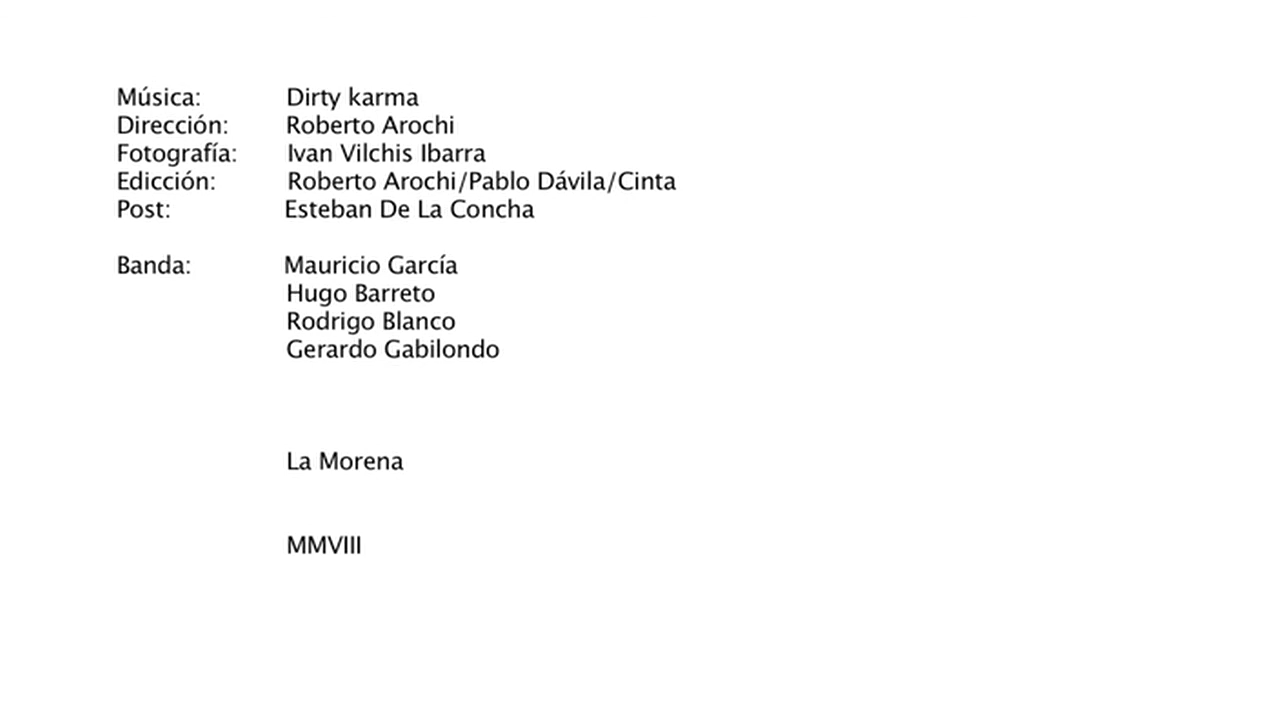 Música: Dirty karma
Dirección: Roberto Arochi
Fotografía: Ivan Vilchis Ibarra
Edicción: Roberto Arochi/Pablo Dávila/Cinta
Post: Esteban De La Concha
Banda: Mauricio García
Hugo Barreto
Rodrigo Blanco
Gerardo Gabilondo
La Morena
MMVIII